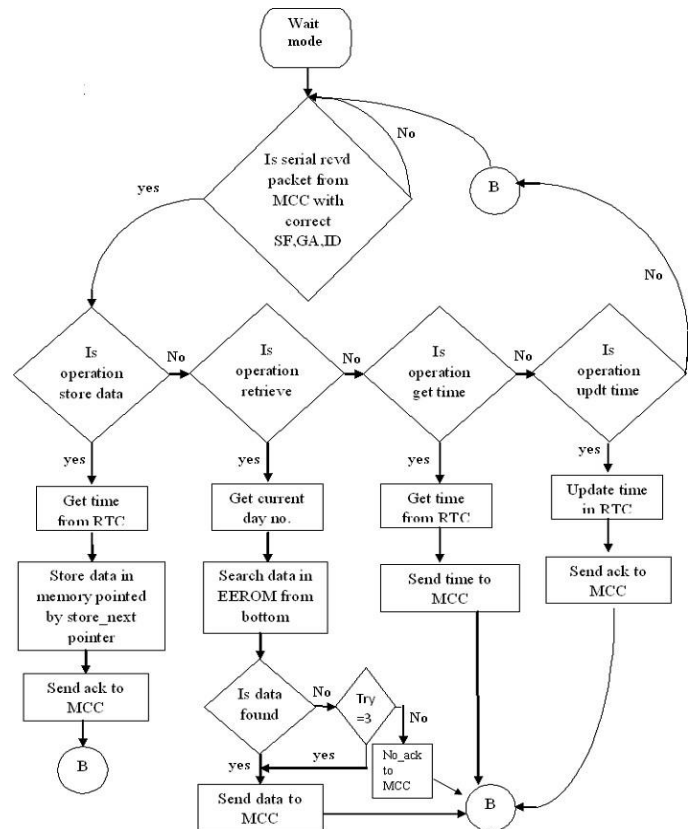 Wait
mode
No
Is serial rcvd
packet from
MCC with
correct
SF,GA,ID
yes
B
No
Is
operation
store data
No
Is
operation
retrieve
No
Is
operation
get time
No
Is
operation
updt time
yes
yes
yes
yes
Get time
from RTC
Get current
day no.
Get time
from RTC
Update time
in RTC
Store data in
memory pointed
by store_next
pointer
Search data in
EEROM from
bottom
Send time to
MCC
Send ack to
MCC
Send ack to
MCC
Is data
found
No
Try
=3
No
yes
yes
No_ack
to
MCC
B
Send data to
MCC
B